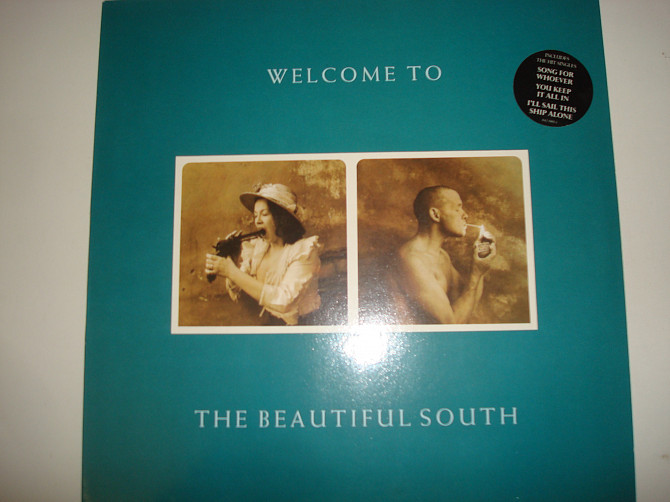 WELCOME TO
INCLUDES
THE HIT SINGLES
SONG FOR
WHOEVER
YOU KEEP
IT ALL IN
I'LL SAIL THIS
SHIP ALONE
THE BEAUTIFUL SOUTH